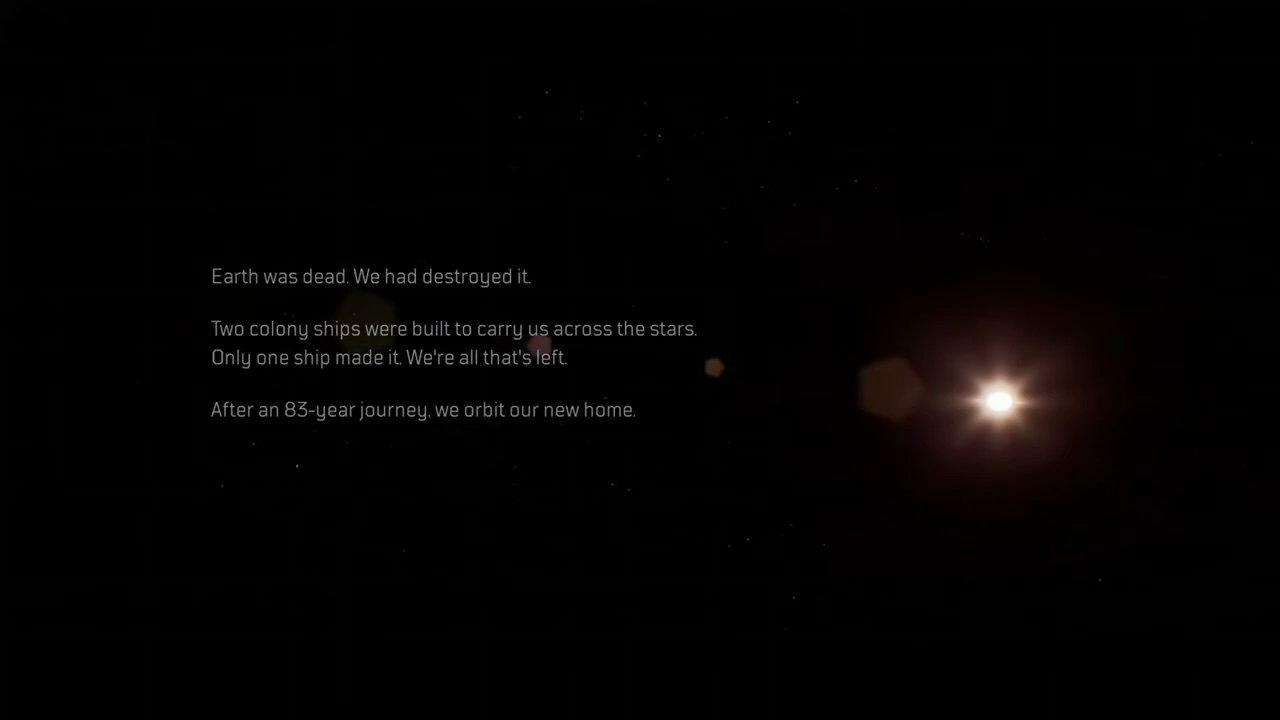 Earth was dead. We had destroyed it.
Two colony ships were built to carry us across the stars.
Only one ship made it. We're all that's left.
After an 83-year journey, we orbit our new home.